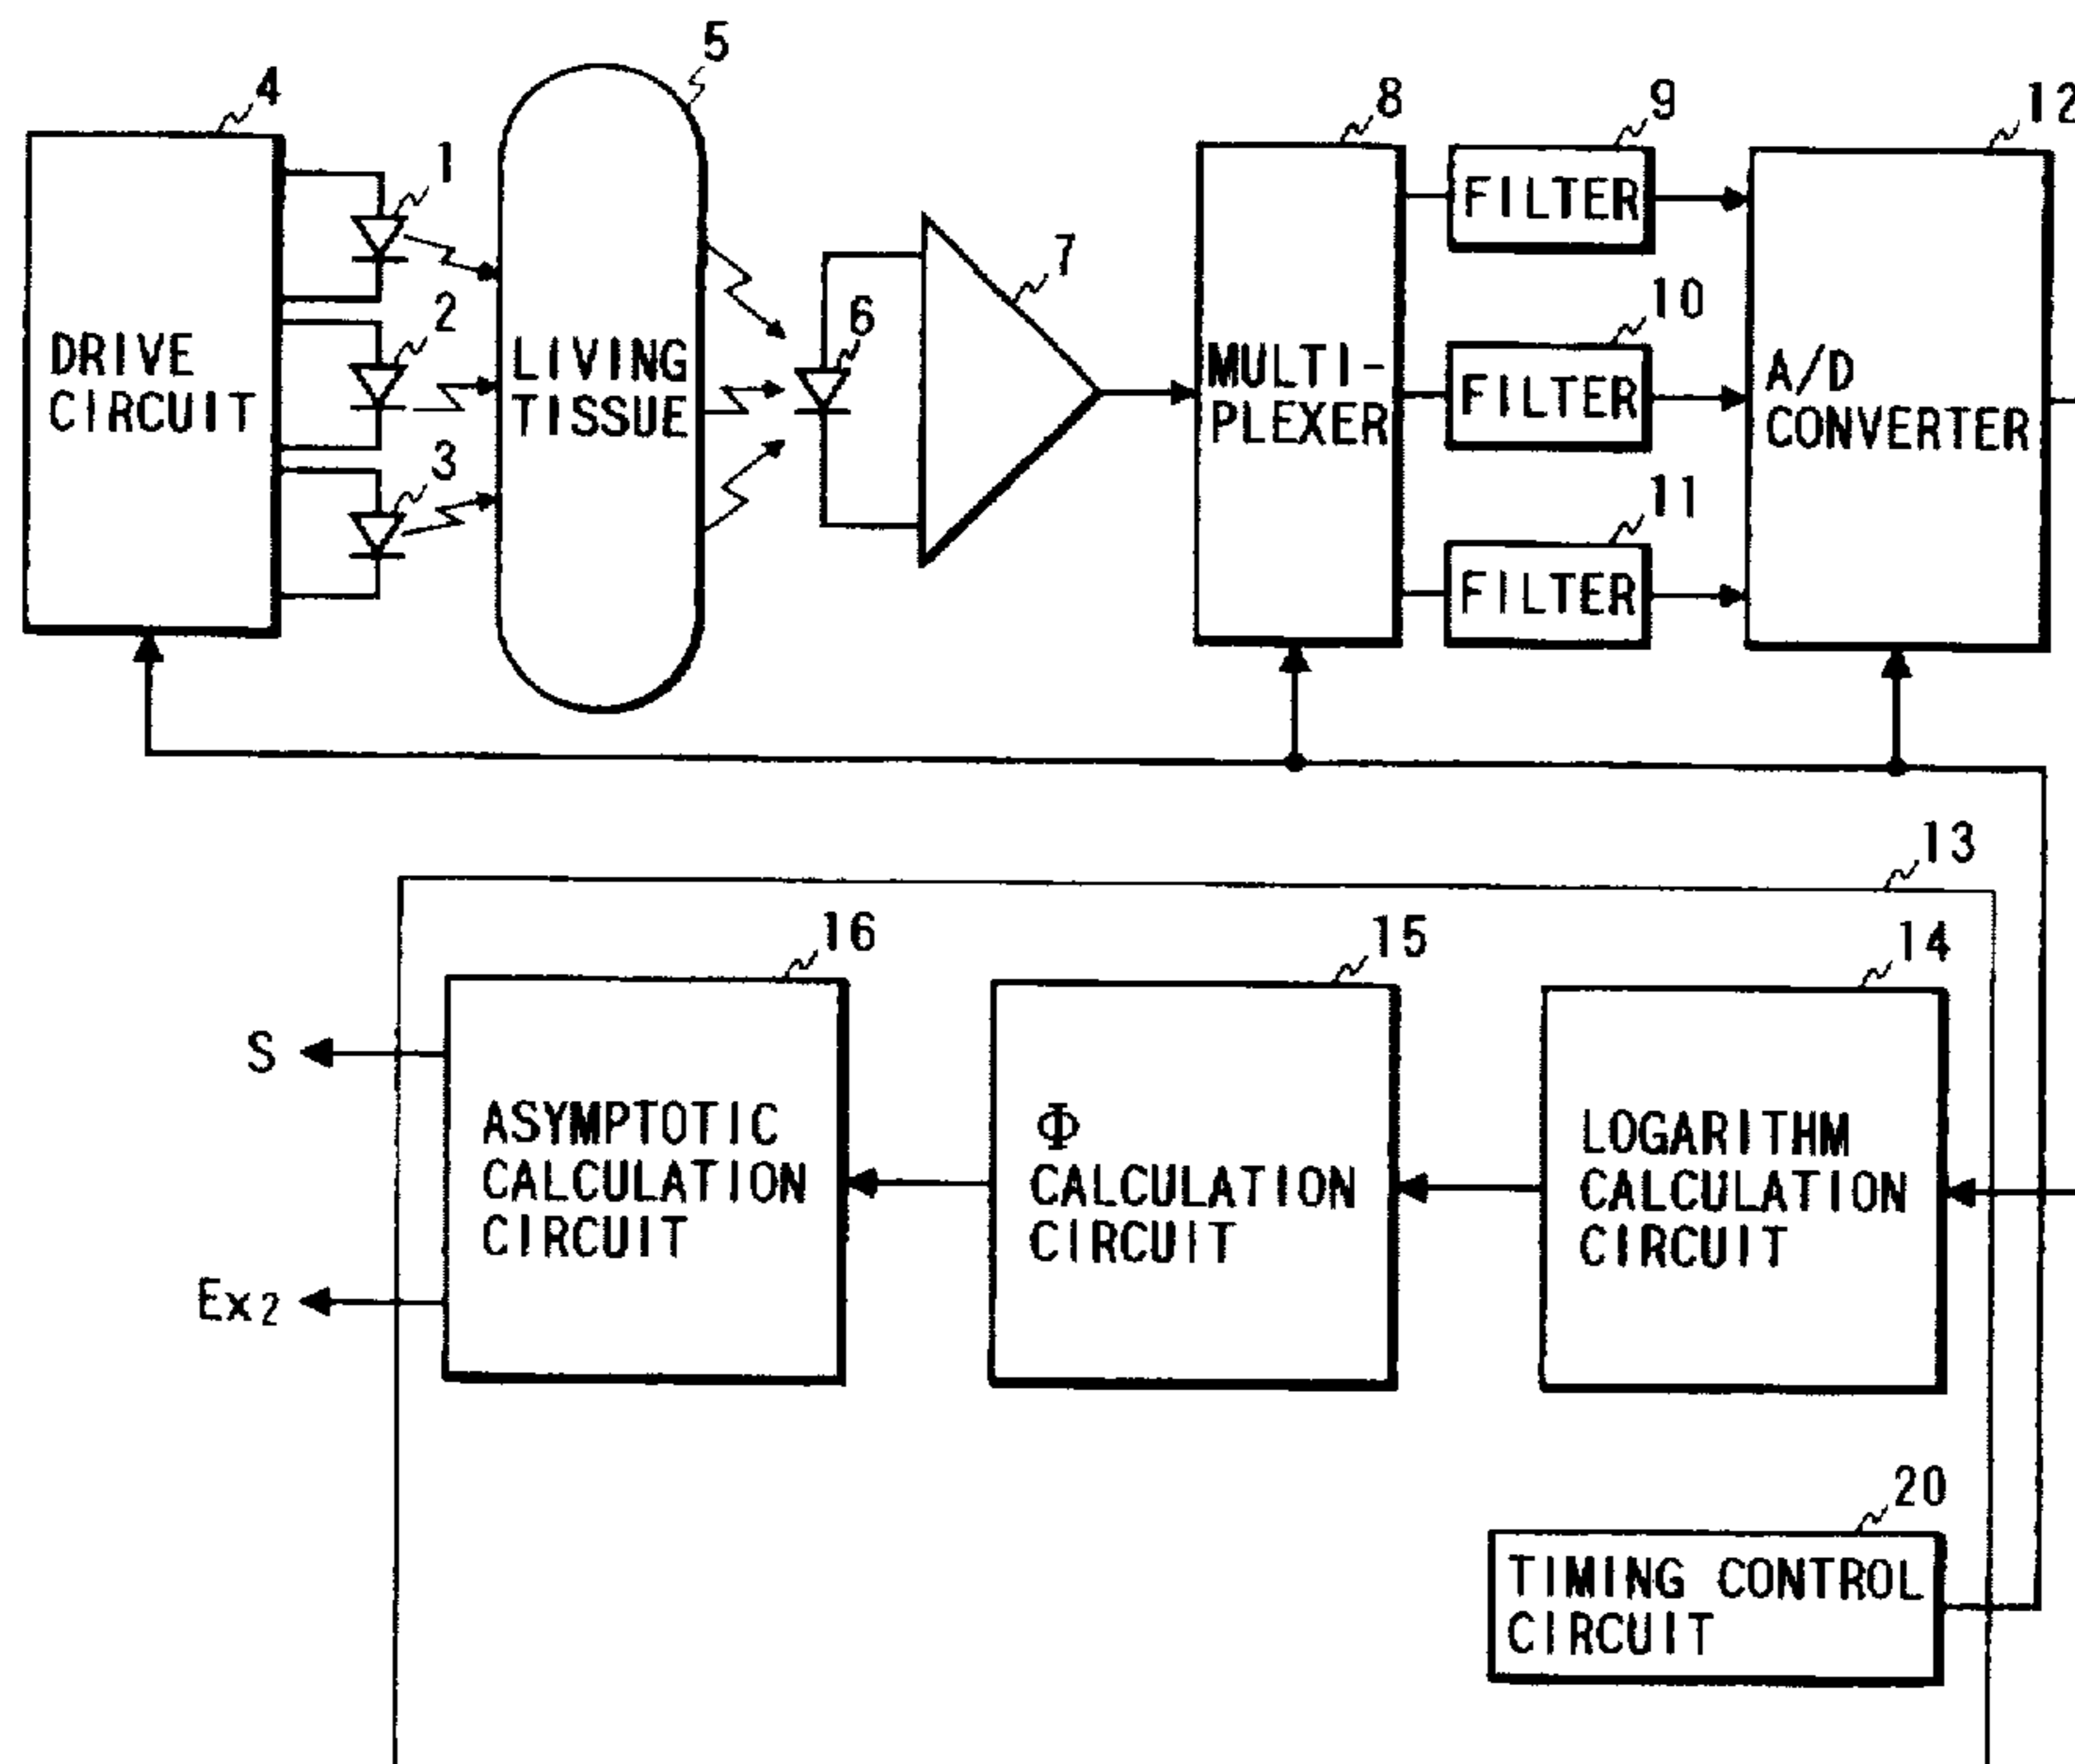 5
4
8
9
12
1
FILTER
7
2
6
10
DRIVE
CIRCUIT
LIVING
TISSUE
MULTI-
PLEXER
FILTER
A/D
CONVERTER
3
11
FILTER
13
16
15
14
S
ASYMPTOTIC
CALCULATION
CIRCUIT
Φ
CALCULATION
CIRCUIT
LOGARITHM
CALCULATION
CIRCUIT
Ex2
20
TIMING CONTROL
CIRCUIT